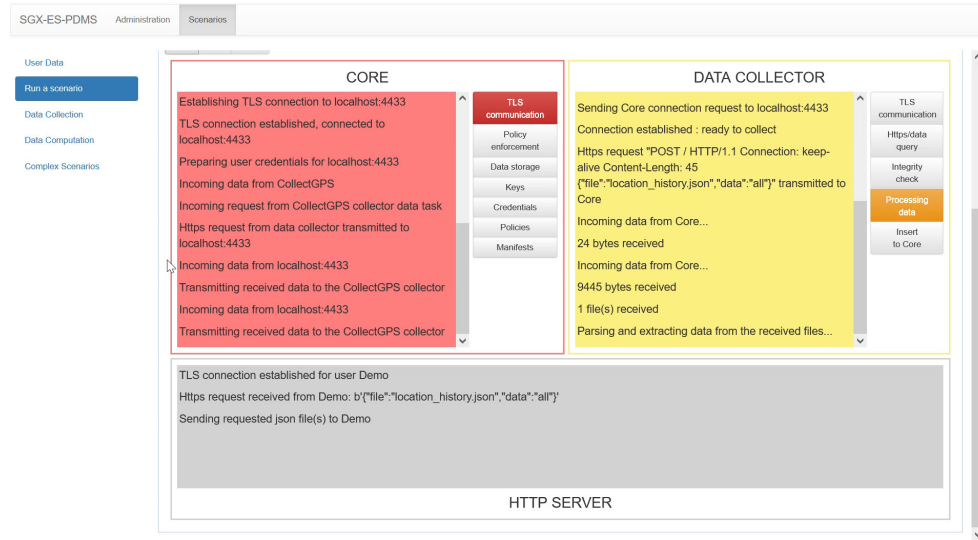 SGX-ES-PDMS Administration Scenarios
User Data
Run a scenario
Data Collection
Data Computation
Complex Scenarios
CORE
Establishing TLS connection to localhost:4433
TLS connection established, connected to
localhost:4433
Preparing user credentials for localhost:4433
Incoming data from CollectGPS
Incoming request from CollectGPS collector data task
Https request from data collector transmitted to
localhost:4433
Incoming data from localhost:4433
Transmitting received data to the CollectGPS collector
Incoming data from localhost:4433
Transmitting received data to the CollectGPS collector
TLS
communication
Policy
enforcement
Data storage
Keys
Credentials
Policies
Manifests
DATA COLLECTOR
Sending Core connection request to localhost:4433
Connection established : ready to collect
Https request "POST / HTTP/1.1 Connection: keep-
alive Content-Length: 45
{"file":"location_history.json","data":"all"}" transmitted to
Core
Incoming data from Core...
24 bytes received
Incoming data from Core...
9445 bytes received
1 file(s) received
Parsing and extracting data from the received files...
TLS
communication
Https/data
query
Integrity
check
Processing
data
Insert
to Core
TLS connection established for user Demo
Https request received from Demo: b'{"file":"location_history.json","data":"all"}'
Sending requested json file(s) to Demo
HTTP SERVER